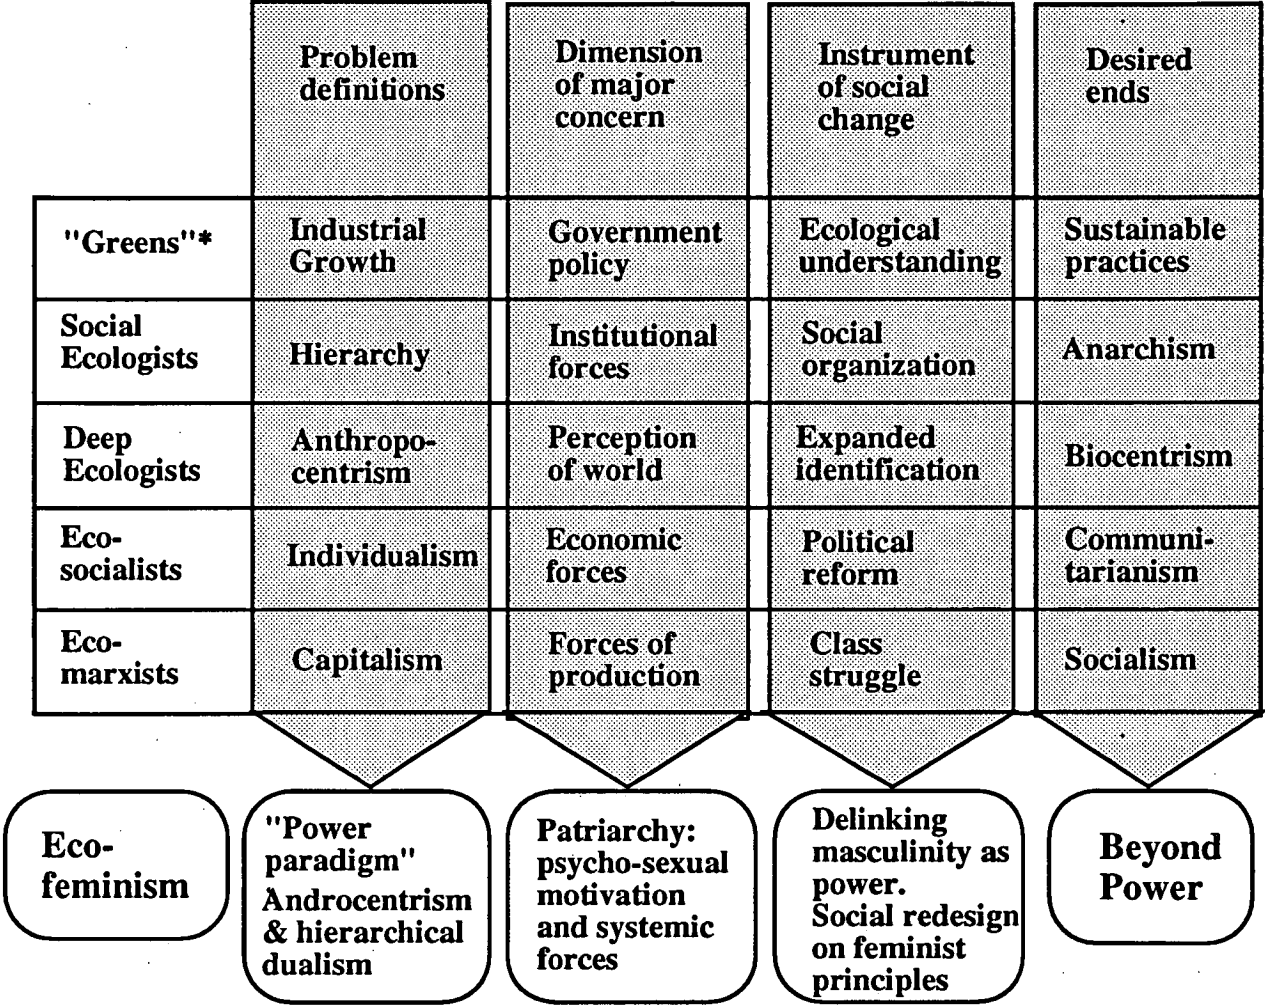 Problem
definitions
Dimension
of major
concern
Instrument
of social
change
Desired
ends
"Greens"*
Industrial
Growth
Government
policy
Ecological
understanding
Sustainable
practices
Social
Ecologists
Hierarchy
Institutional
forces
Social
organization
Anarchism
Deep
Ecologists
Anthropo-
centrism
Perception
of world
Expanded
identification
Biocentrism
Eco-
socialists
Individualism
Economic
forces
Political
reform
Communi-
tarianism
Eco-
marxists
Capitalism
Forces of
production
Class
struggle
Socialism
Eco-
feminism
"Power
paradigm"
Androcentrism
& hierarchical
dualism
Patriarchy:
psycho-sexual
motivation
and systemic
forces
Delinking
masculinity as
power.
Social redesign
on feminist
principles
Beyond
Power